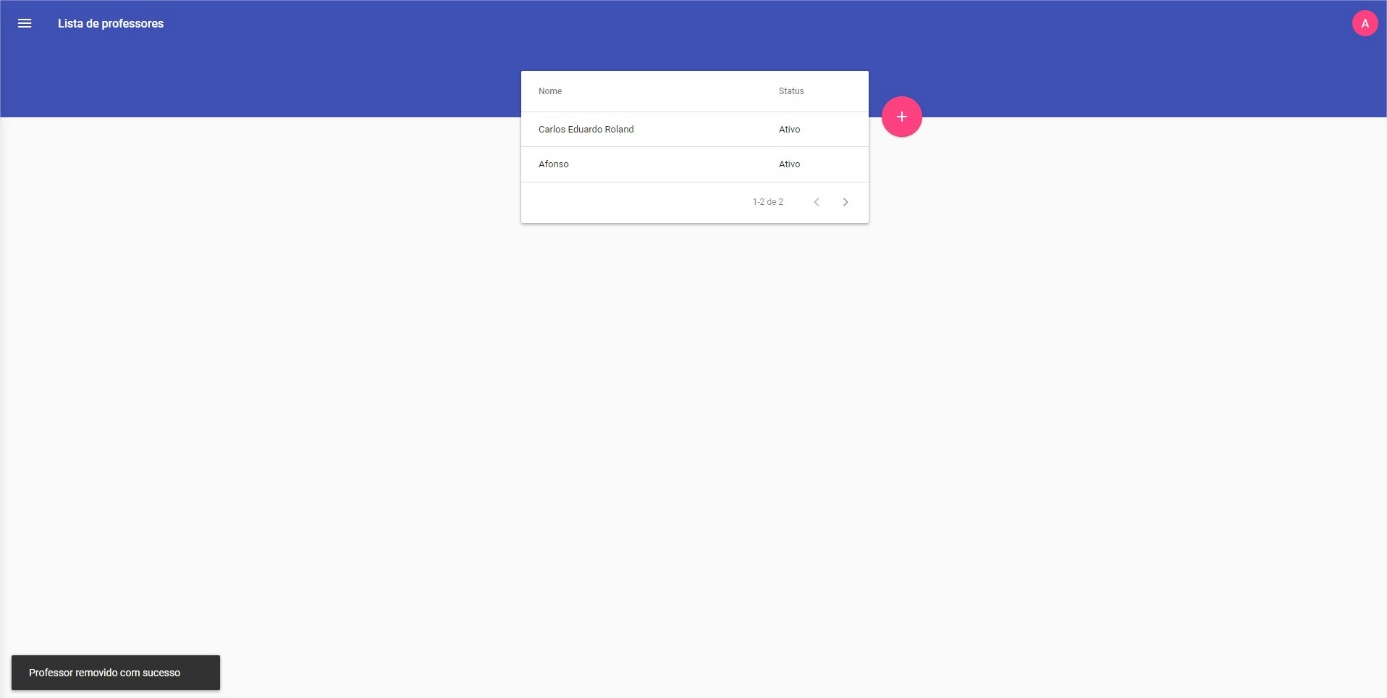 Lista de professores
A
Nome Status
Carlos Eduardo Roland Ativo
Afonso Ativo
1-2 de 2
Professor removido com sucesso